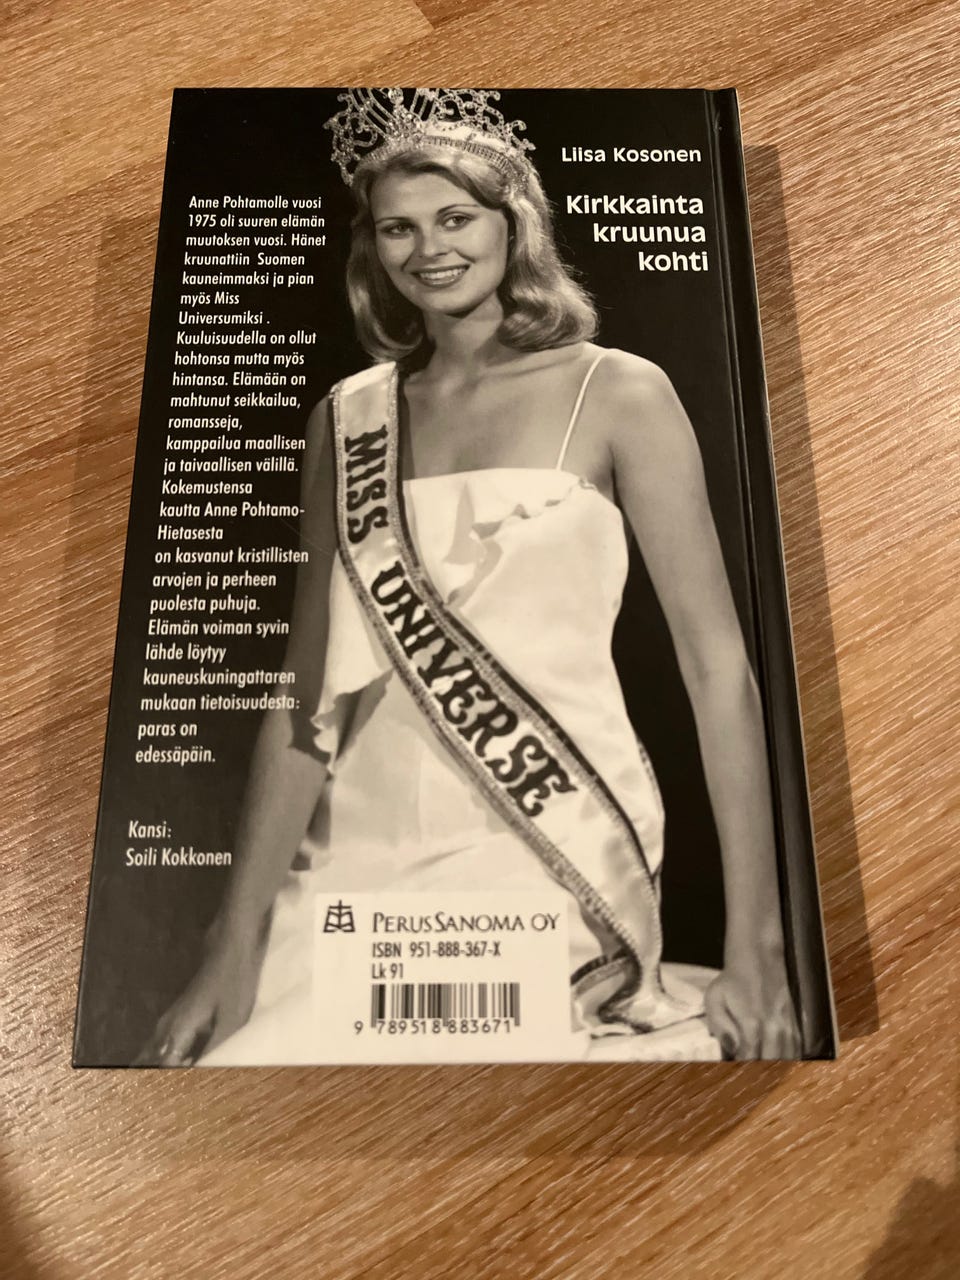 Liisa Kosonen
Kirkkainta
kruunua
kohti
Anne Pohtamolle vuosi
1975 oli suuren elämän
muutoksen vuosi. Hänet
kruunattiin Suomen
kauneimmaksi ja pian
myös Miss
Universumiksi .
Kuuluisuudella on ollut
hohtonsa mutta myös
hintansa. Elämään on
mahtunut seikkailua,
romansseja,
kamppailua maallisen
ja taivaallisen välillä.
Kokemustensa
kautta Anne Pohtamo-
Hietasesta
on kasvanut kristillisten
arvojen ja perheen
puolesta puhuja.
Elämän voiman syvin
lähde löytyy
kauneuskuningattaren
mukaan tietoisuudesta:
paras on
edessäpäin.
Kansi:
Soili Kokkonen
MISS UNIVERSE
PERUSSANOMA OY
ISBN 951-888-367-X
Lk 91
9 789518 883671